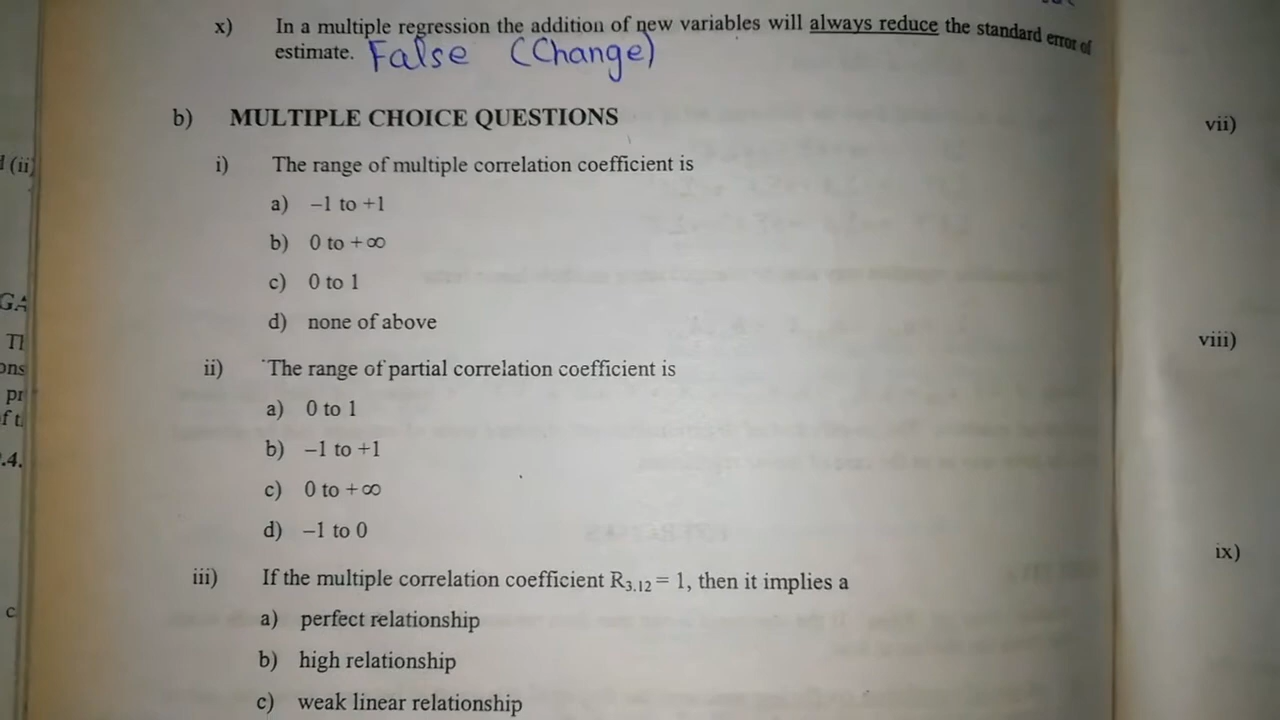 x) In a multiple regression the addition of new variables will always reduce the standard error of
estimate. False (Change)
b) MULTIPLE CHOICE QUESTIONS
i) The range of multiple correlation coefficient is
a) –1 to +1
b) 0 to +∞
c) 0 to 1
d) none of above
ii) The range of partial correlation coefficient is
a) 0 to 1
b) –1 to +1
c) 0 to +∞
d) –1 to 0
iii) If the multiple correlation coefficient R3.12 = 1, then it implies a
a) perfect relationship
b) high relationship
c) weak linear relationship
vii)
viii)
ix)